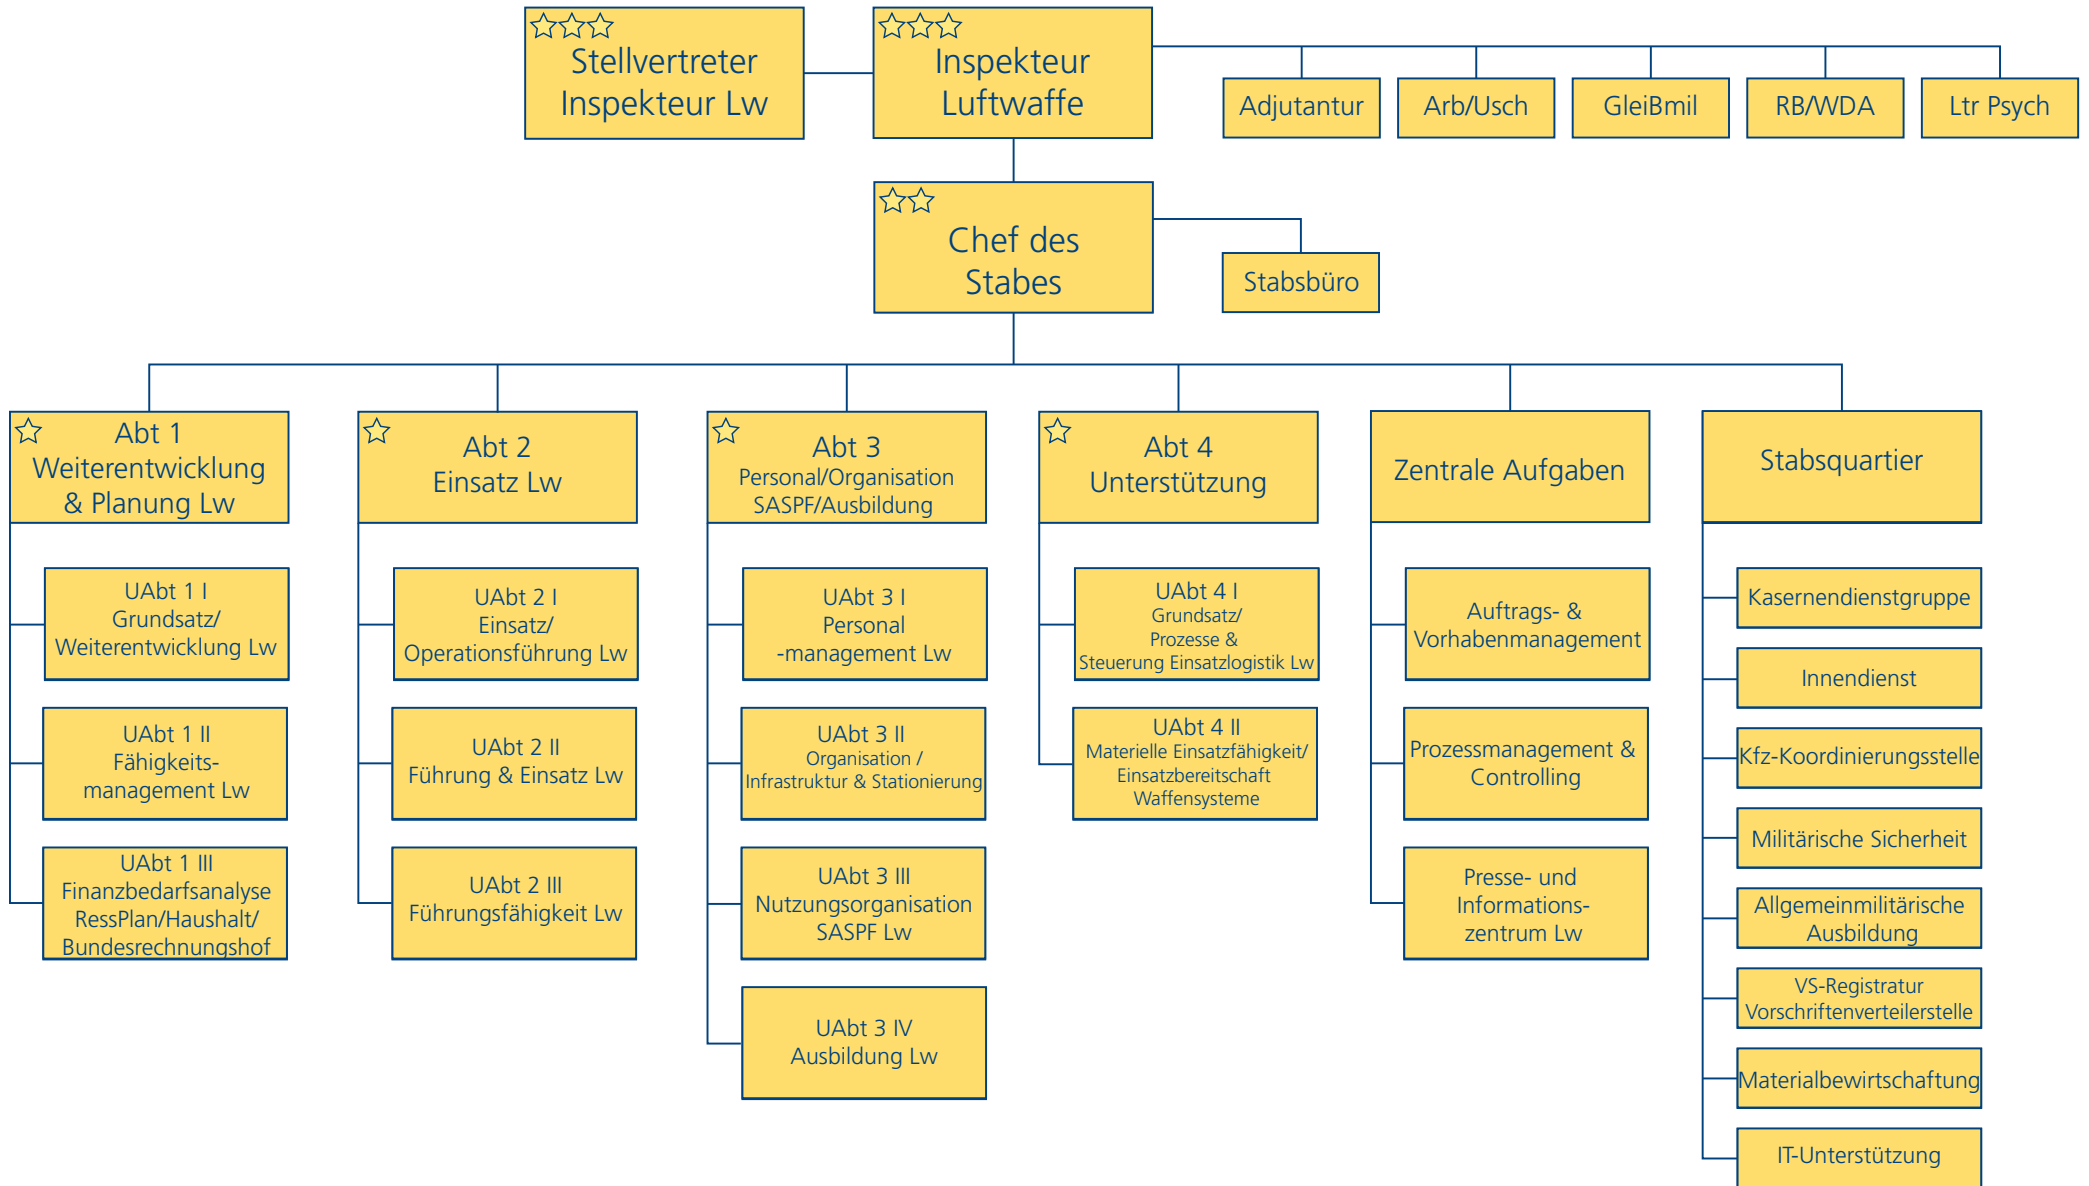 Stellvertreter
Inspekteur Lw
Inspekteur
Luftwaffe
Adjutantur
Arb/Usch
GleiBmil
RB/WDA
Ltr Psych
Chef des
Stabes
Stabsbüro
Abt 1
Weiterentwicklung
& Planung Lw
Abt 2
Einsatz Lw
Abt 3
Personal/Organisation
SASPF/Ausbildung
Abt 4
Unterstützung
Zentrale Aufgaben
Stabsquartier
UAbt 1 I
Grundsatz/
Weiterentwicklung Lw
UAbt 1 II
Fähigkeits-
management Lw
UAbt 1 III
Finanzbedarfsanalyse
RessPlan/Haushalt/
Bundesrechnungshof
UAbt 2 I
Einsatz/
Operationsführung Lw
UAbt 2 II
Führung & Einsatz Lw
UAbt 2 III
Führungsfähigkeit Lw
UAbt 3 I
Personal
-management Lw
UAbt 3 II
Organisation /
Infrastruktur & Stationierung
UAbt 3 III
Nutzungsorganisation
SASPF Lw
UAbt 3 IV
Ausbildung Lw
UAbt 4 I
Grundsatz/
Prozesse &
Steuerung Einsatzlogistik Lw
UAbt 4 II
Materielle Einsatzfähigkeit/
Einsatzbereitschaft
Waffensysteme
Auftrags- &
Vorhabenmanagement
Prozessmanagement &
Controlling
Presse- und
Informations-
zentrum Lw
Kasernendienstgruppe
Innendienst
Kfz-Koordinierungsstelle
Militärische Sicherheit
Allgemeinmilitärische
Ausbildung
VS-Registratur
Vorschriftenverteilerstelle
Materialbewirtschaftung
IT-Unterstützung